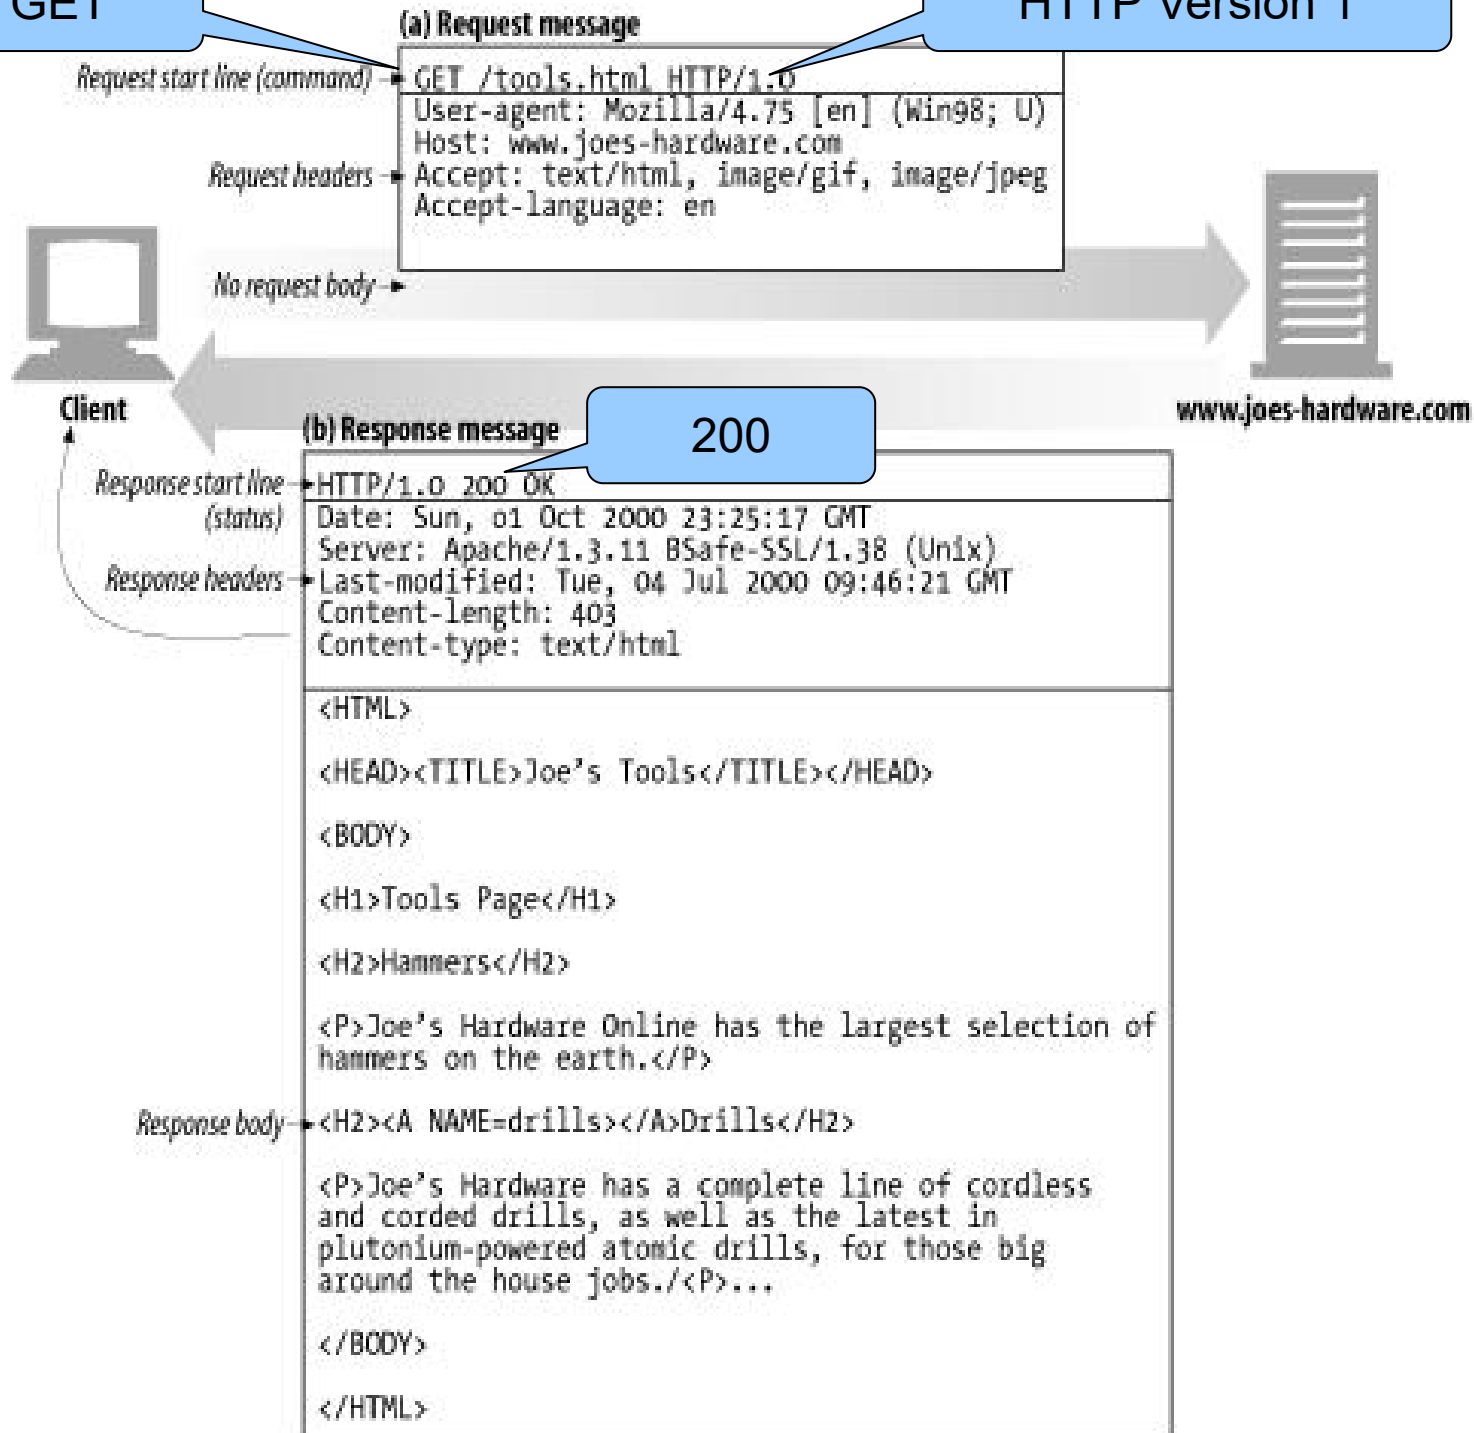 GET
HTTP Version 1
(a) Request message
Request start line (command)
GET /tools.html HTTP/1.0
User-agent: Mozilla/4.75 [en] (Win98; U)
Host: www.joes-hardware.com
Request headers
Accept: text/html, image/gif, image/jpeg
Accept-language: en
No request body
Client
www.joes-hardware.com
(b) Response message
200
Response start line
(status)
HTTP/1.0 200 OK
Date: Sun, 01 Oct 2000 23:25:17 GMT
Server: Apache/1.3.11 BSafe-SSL/1.38 (Unix)
Response headers
Last-modified: Tue, 04 Jul 2000 09:46:21 GMT
Content-length: 403
Content-type: text/html
<HTML>
<HEAD><TITLE>Joe's Tools</TITLE></HEAD>
<BODY>
<H1>Tools Page</H1>
<H2>Hammers</H2>
<P>Joe's Hardware Online has the largest selection of
hammers on the earth.</P>
Response body
<H2><A NAME=drills></A>Drills</H2>
<P>Joe's Hardware has a complete line of cordless
and corded drills, as well as the latest in
plutonium-powered atomic drills, for those big
around the house jobs./<P>...
</BODY>
</HTML>